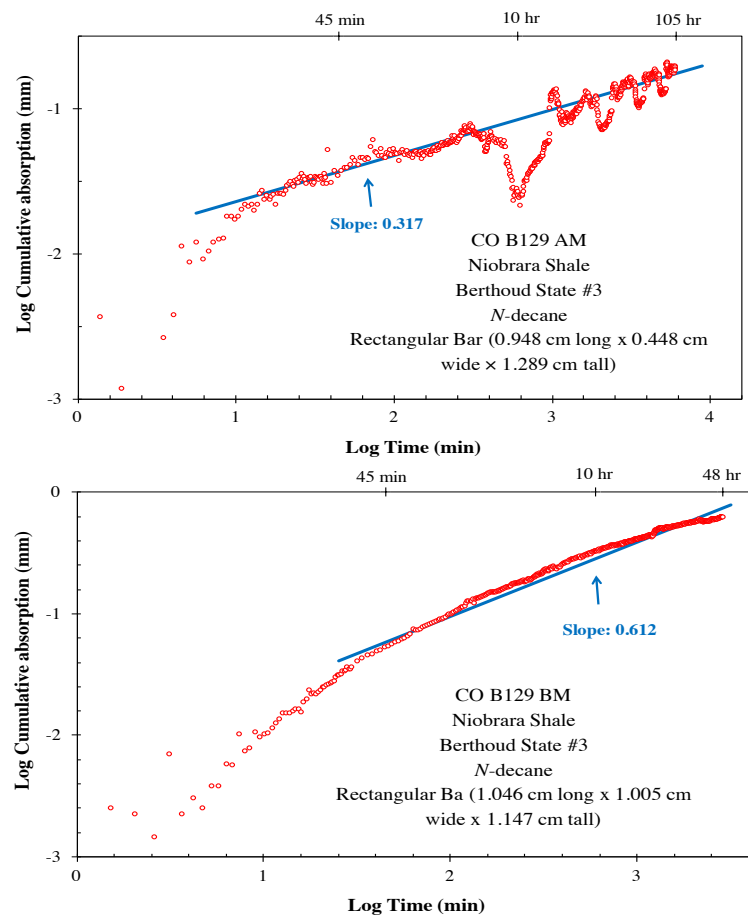 45 min 10 hr 105 hr
-1
-2
-3
Log Cumulative absorption (mm)
Slope: 0.317
CO B129 AM
Niobrara Shale
Berthoud State #3
N-decane
Rectangular Bar (0.948 cm long x 0.448 cm
wide × 1.289 cm tall)
0 1 2 3 4
Log Time (min)
45 min 10 hr 48 hr
0
-1
-2
-3
Log Cumulative absorption (mm)
Slope: 0.612
CO B129 BM
Niobrara Shale
Berthoud State #3
N-decane
Rectangular Ba (1.046 cm long x 1.005 cm
wide x 1.147 cm tall)
0 1 2 3
Log Time (min)